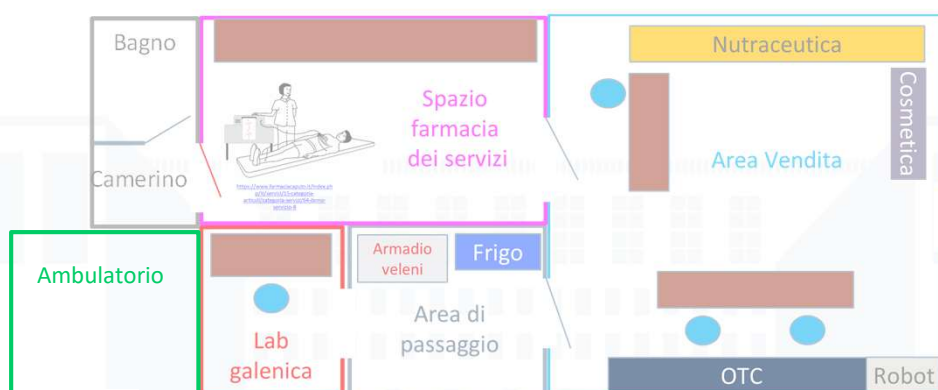 Bagno
Camerino
Spazio
farmacia
dei servizi
Nutraceutica
Cosmetica
Area Vendita
Ambulatorio
Lab
galenica
Armadio
veleni
Frigo
Area di
passaggio
OTC
Robot